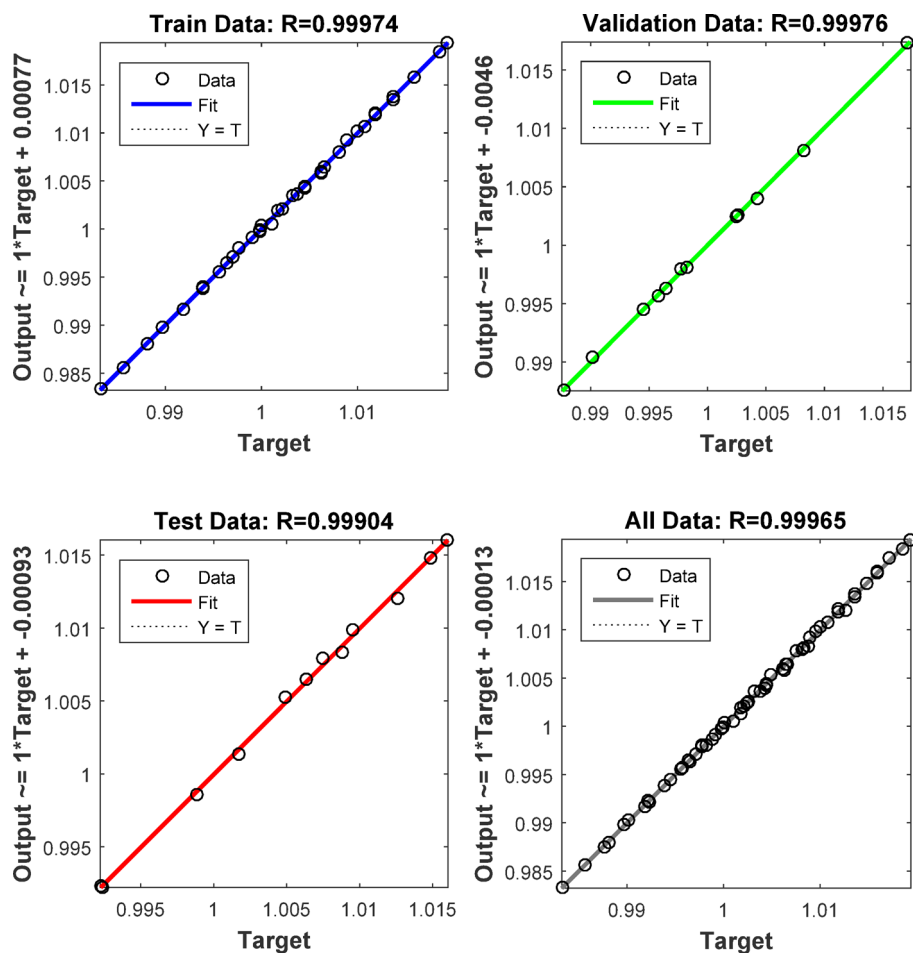 Train Data: R=0.99974
Output ~= 1*Target + 0.00077
1.015
1.01
1.005
1
0.995
0.99
0.985
Data
Fit
Y = T
0.99
1
1.01
Target
Validation Data: R=0.99976
Output ~= 1*Target + -0.0046
1.015
1.01
1.005
1
0.995
0.99
Data
Fit
Y = T
0.99
0.995
1
1.005
1.01
1.015
Target
Test Data: R=0.99904
Output ~= 1*Target + -0.00093
1.015
1.01
1.005
1
0.995
Data
Fit
Y = T
0.995
1
1.005
1.01
1.015
Target
All Data: R=0.99965
Output ~= 1*Target + -0.00013
1.015
1.01
1.005
1
0.995
0.99
0.985
Data
Fit
Y = T
0.99
1
1.01
Target